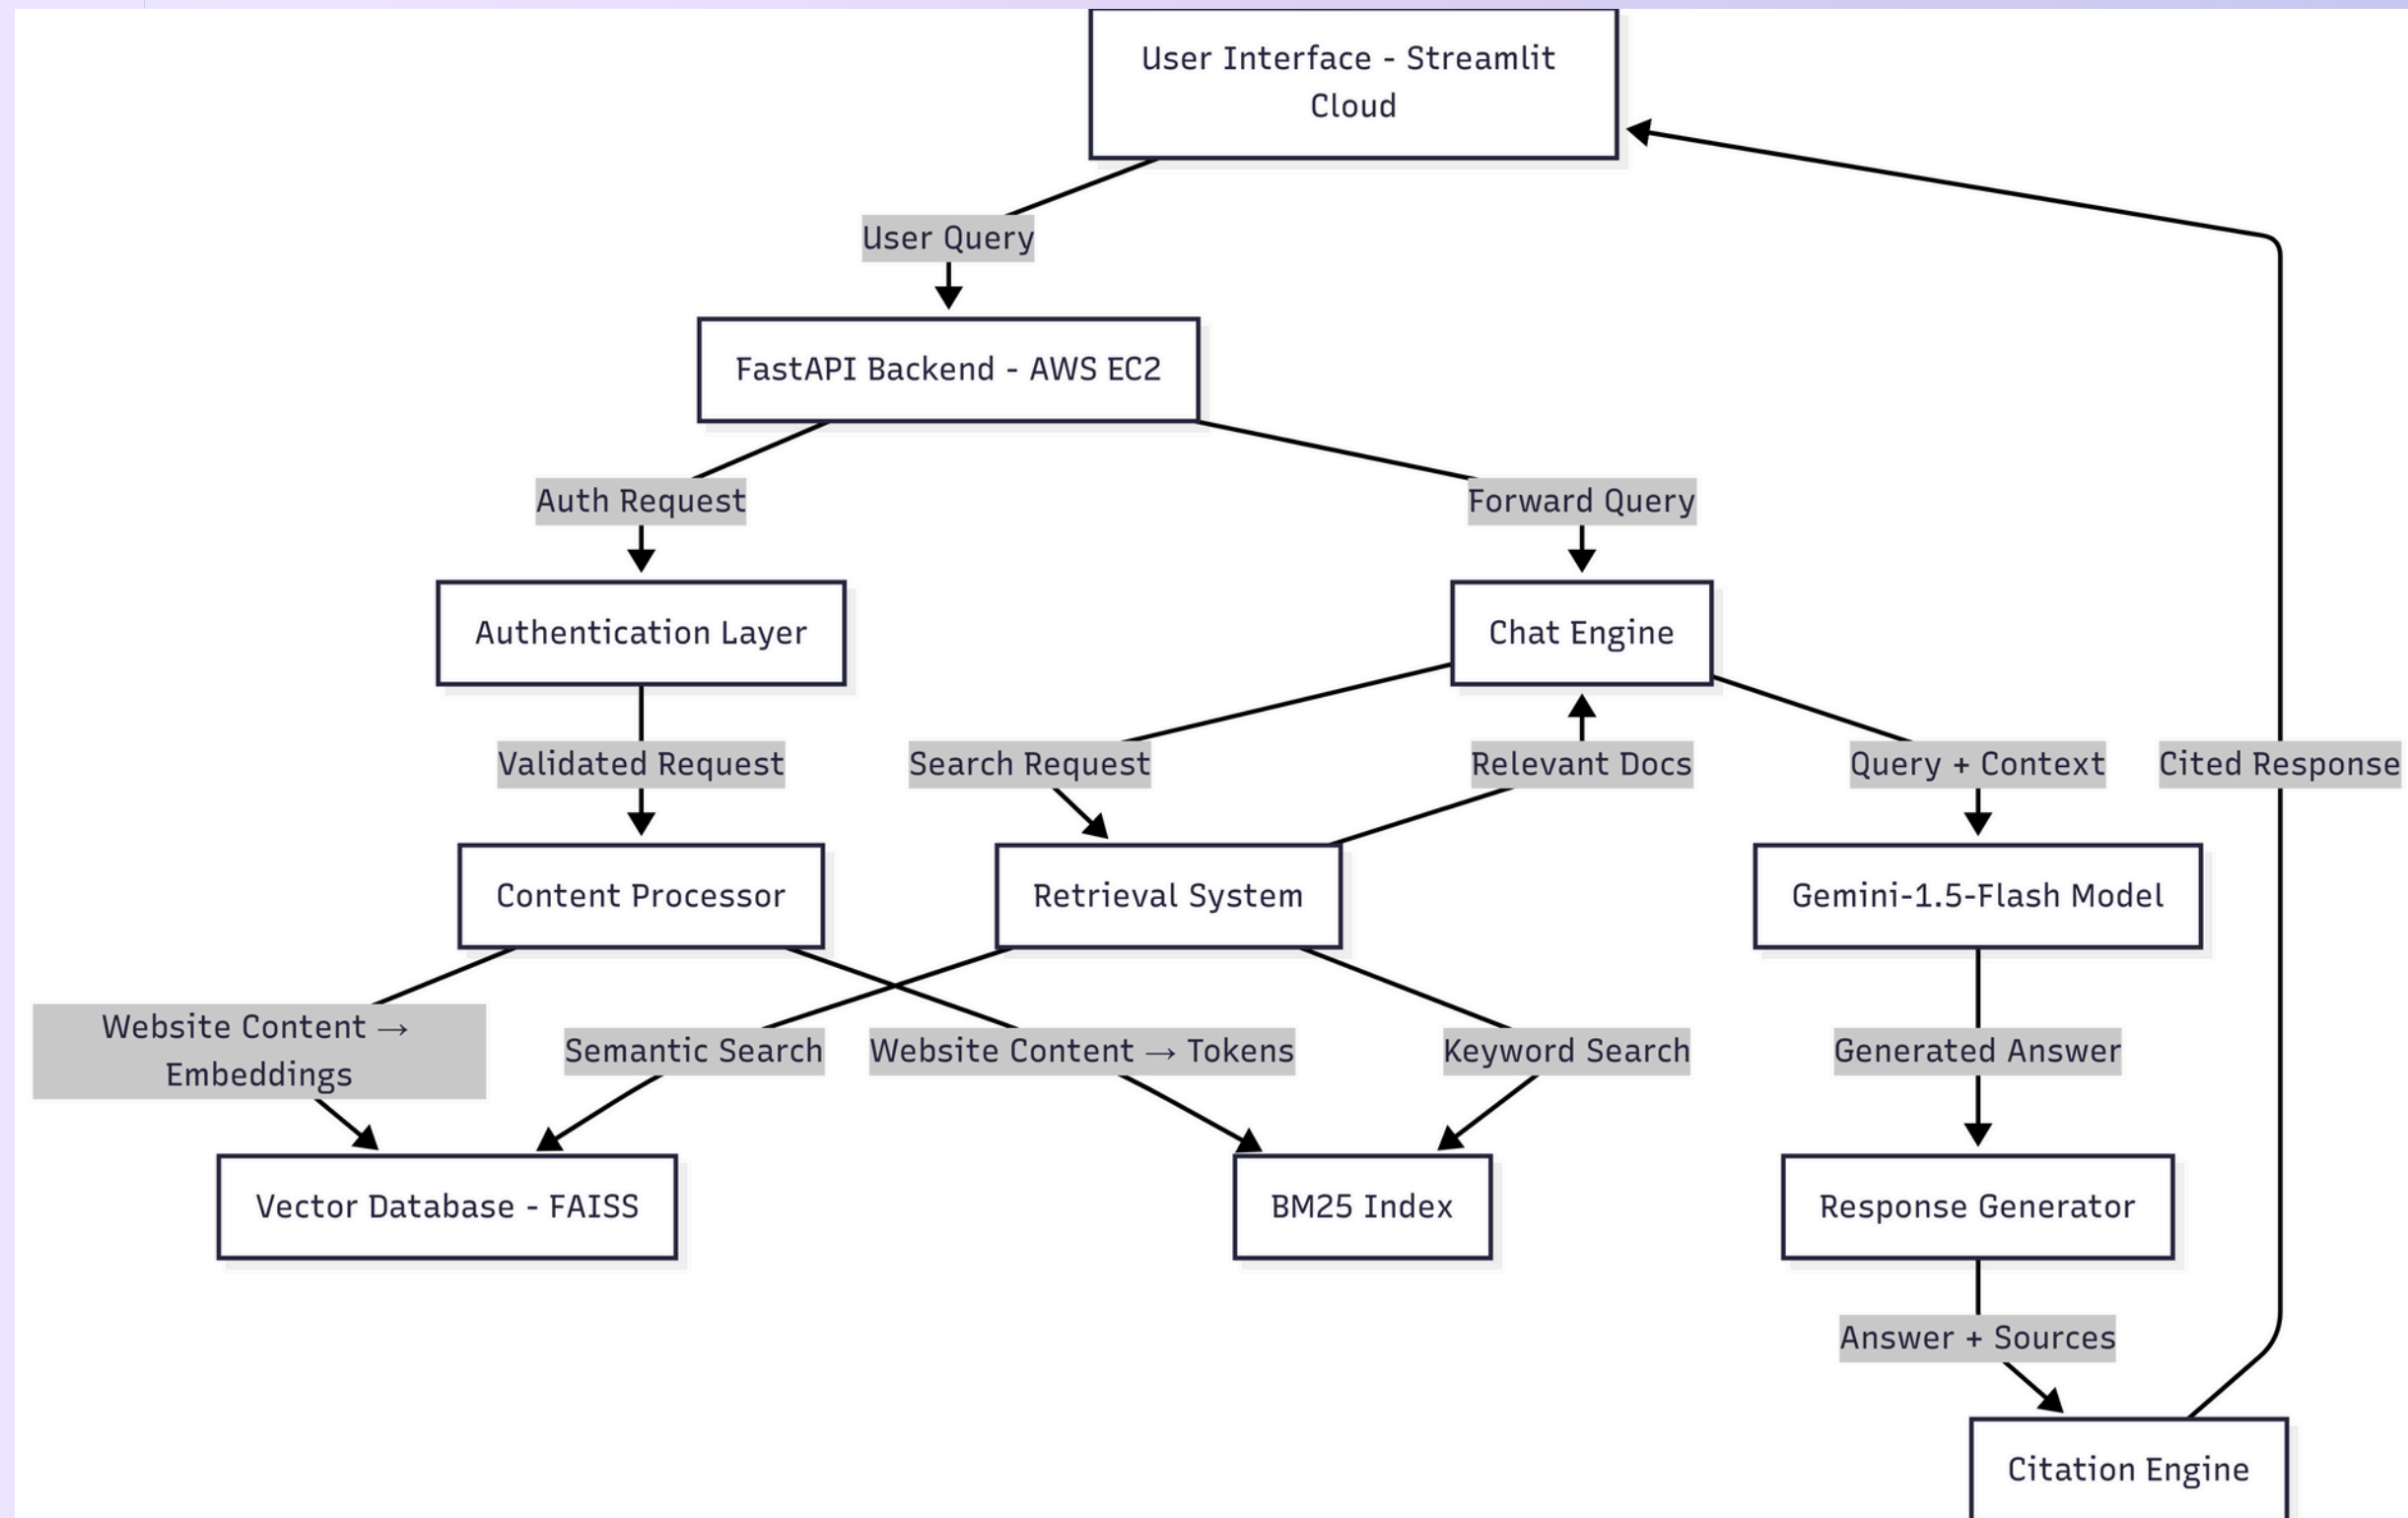 User Interface - Streamlit
Cloud
User Query
FastAPI Backend - AWS EC2
Auth Request
Forward Query
Authentication Layer
Chat Engine
Validated Request
Search Request
Relevant Docs
Query + Context
Cited Response
Content Processor
Retrieval System
Gemini-1.5-Flash Model
Website Content →
Embeddings
Semantic Search
Website Content → Tokens
Keyword Search
Generated Answer
Vector Database - FAISS
BM25 Index
Response Generator
Answer + Sources
Citation Engine